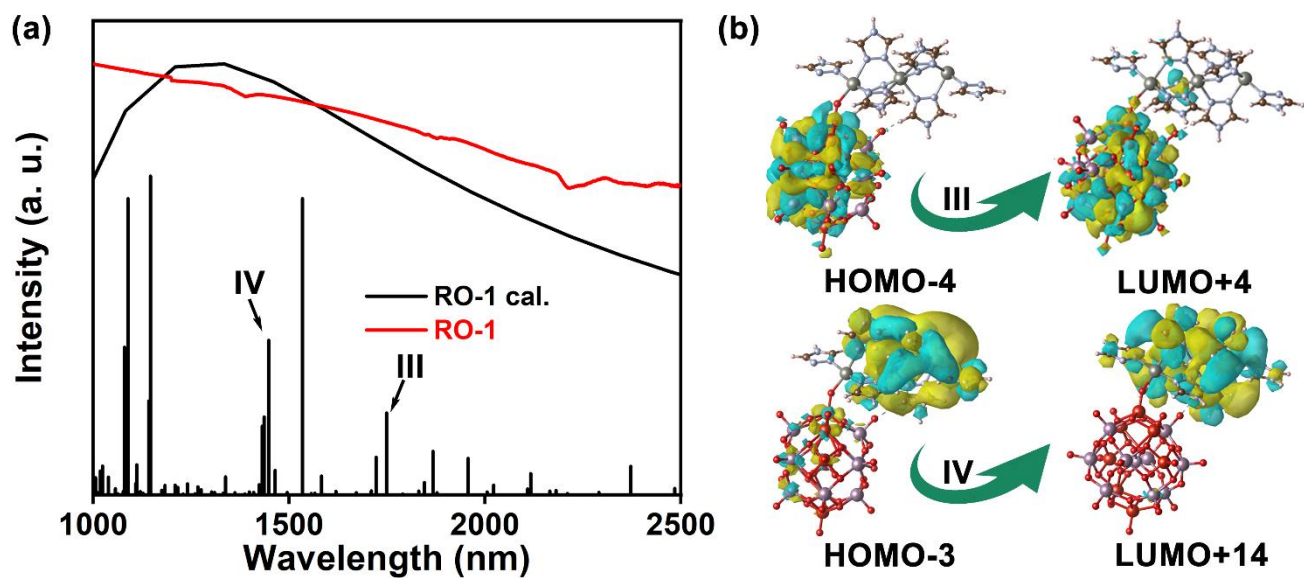 (a)
Intensity (a. u.)
IV
RO-1 cal.
RO-1
III
1000 1500 2000 2500
Wavelength (nm)
(b)
III
HOMO-4 LUMO+4
IV
HOMO-3 LUMO+14